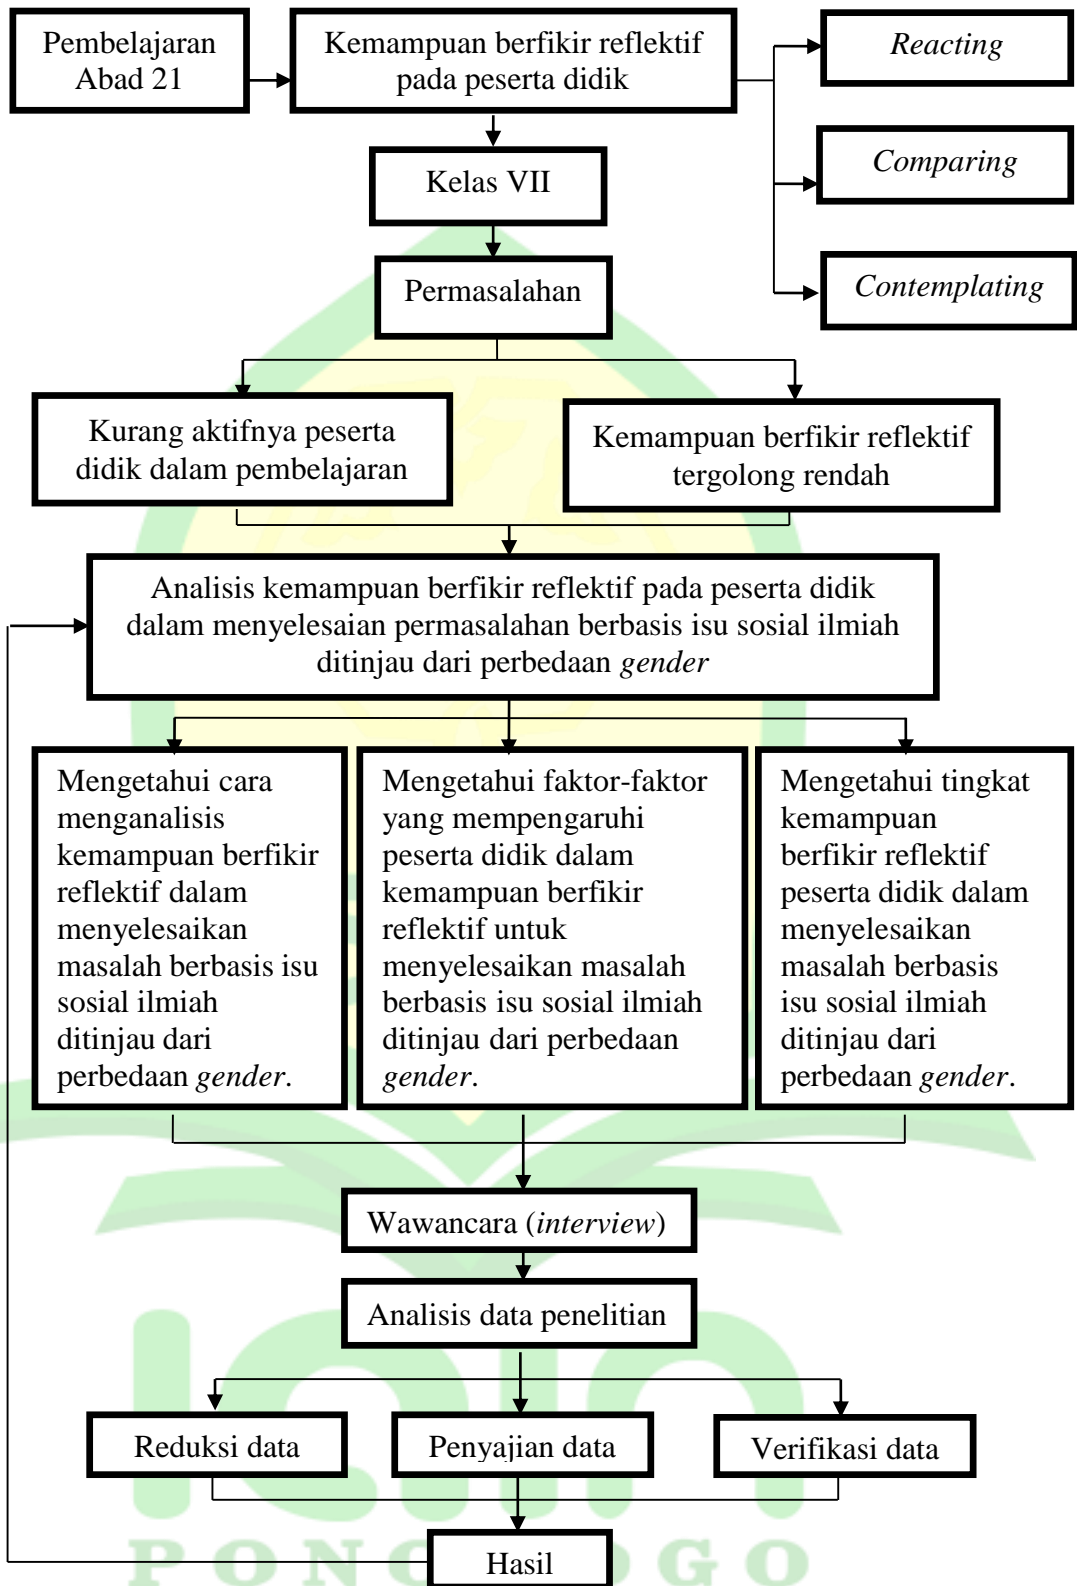 Pembelajaran
Abad 21
Kemampuan berfikir reflektif
pada peserta didik
Reacting
Comparing
Contemplating
Kelas VII
Permasalahan
Kurang aktifnya peserta
didik dalam pembelajaran
Kemampuan berfikir reflektif
tergolong rendah
Analisis kemampuan berfikir reflektif pada peserta didik
dalam menyelesaian permasalahan berbasis isu sosial ilmiah
ditinjau dari perbedaan gender
Mengetahui cara
menganalisis
kemampuan berfikir
reflektif dalam
menyelesaikan
masalah berbasis isu
sosial ilmiah
ditinjau dari
perbedaan gender.
Mengetahui faktor-faktor
yang mempengaruhi
peserta didik dalam
kemampuan berfikir
reflektif untuk
menyelesaikan masalah
berbasis isu sosial ilmiah
ditinjau dari perbedaan
gender.
Mengetahui tingkat
kemampuan
berfikir reflektif
peserta didik dalam
menyelesaikan
masalah berbasis
isu sosial ilmiah
ditinjau dari
perbedaan gender.
Wawancara (interview)
Analisis data penelitian
Reduksi data
Penyajian data
Verifikasi data
Hasil
iain